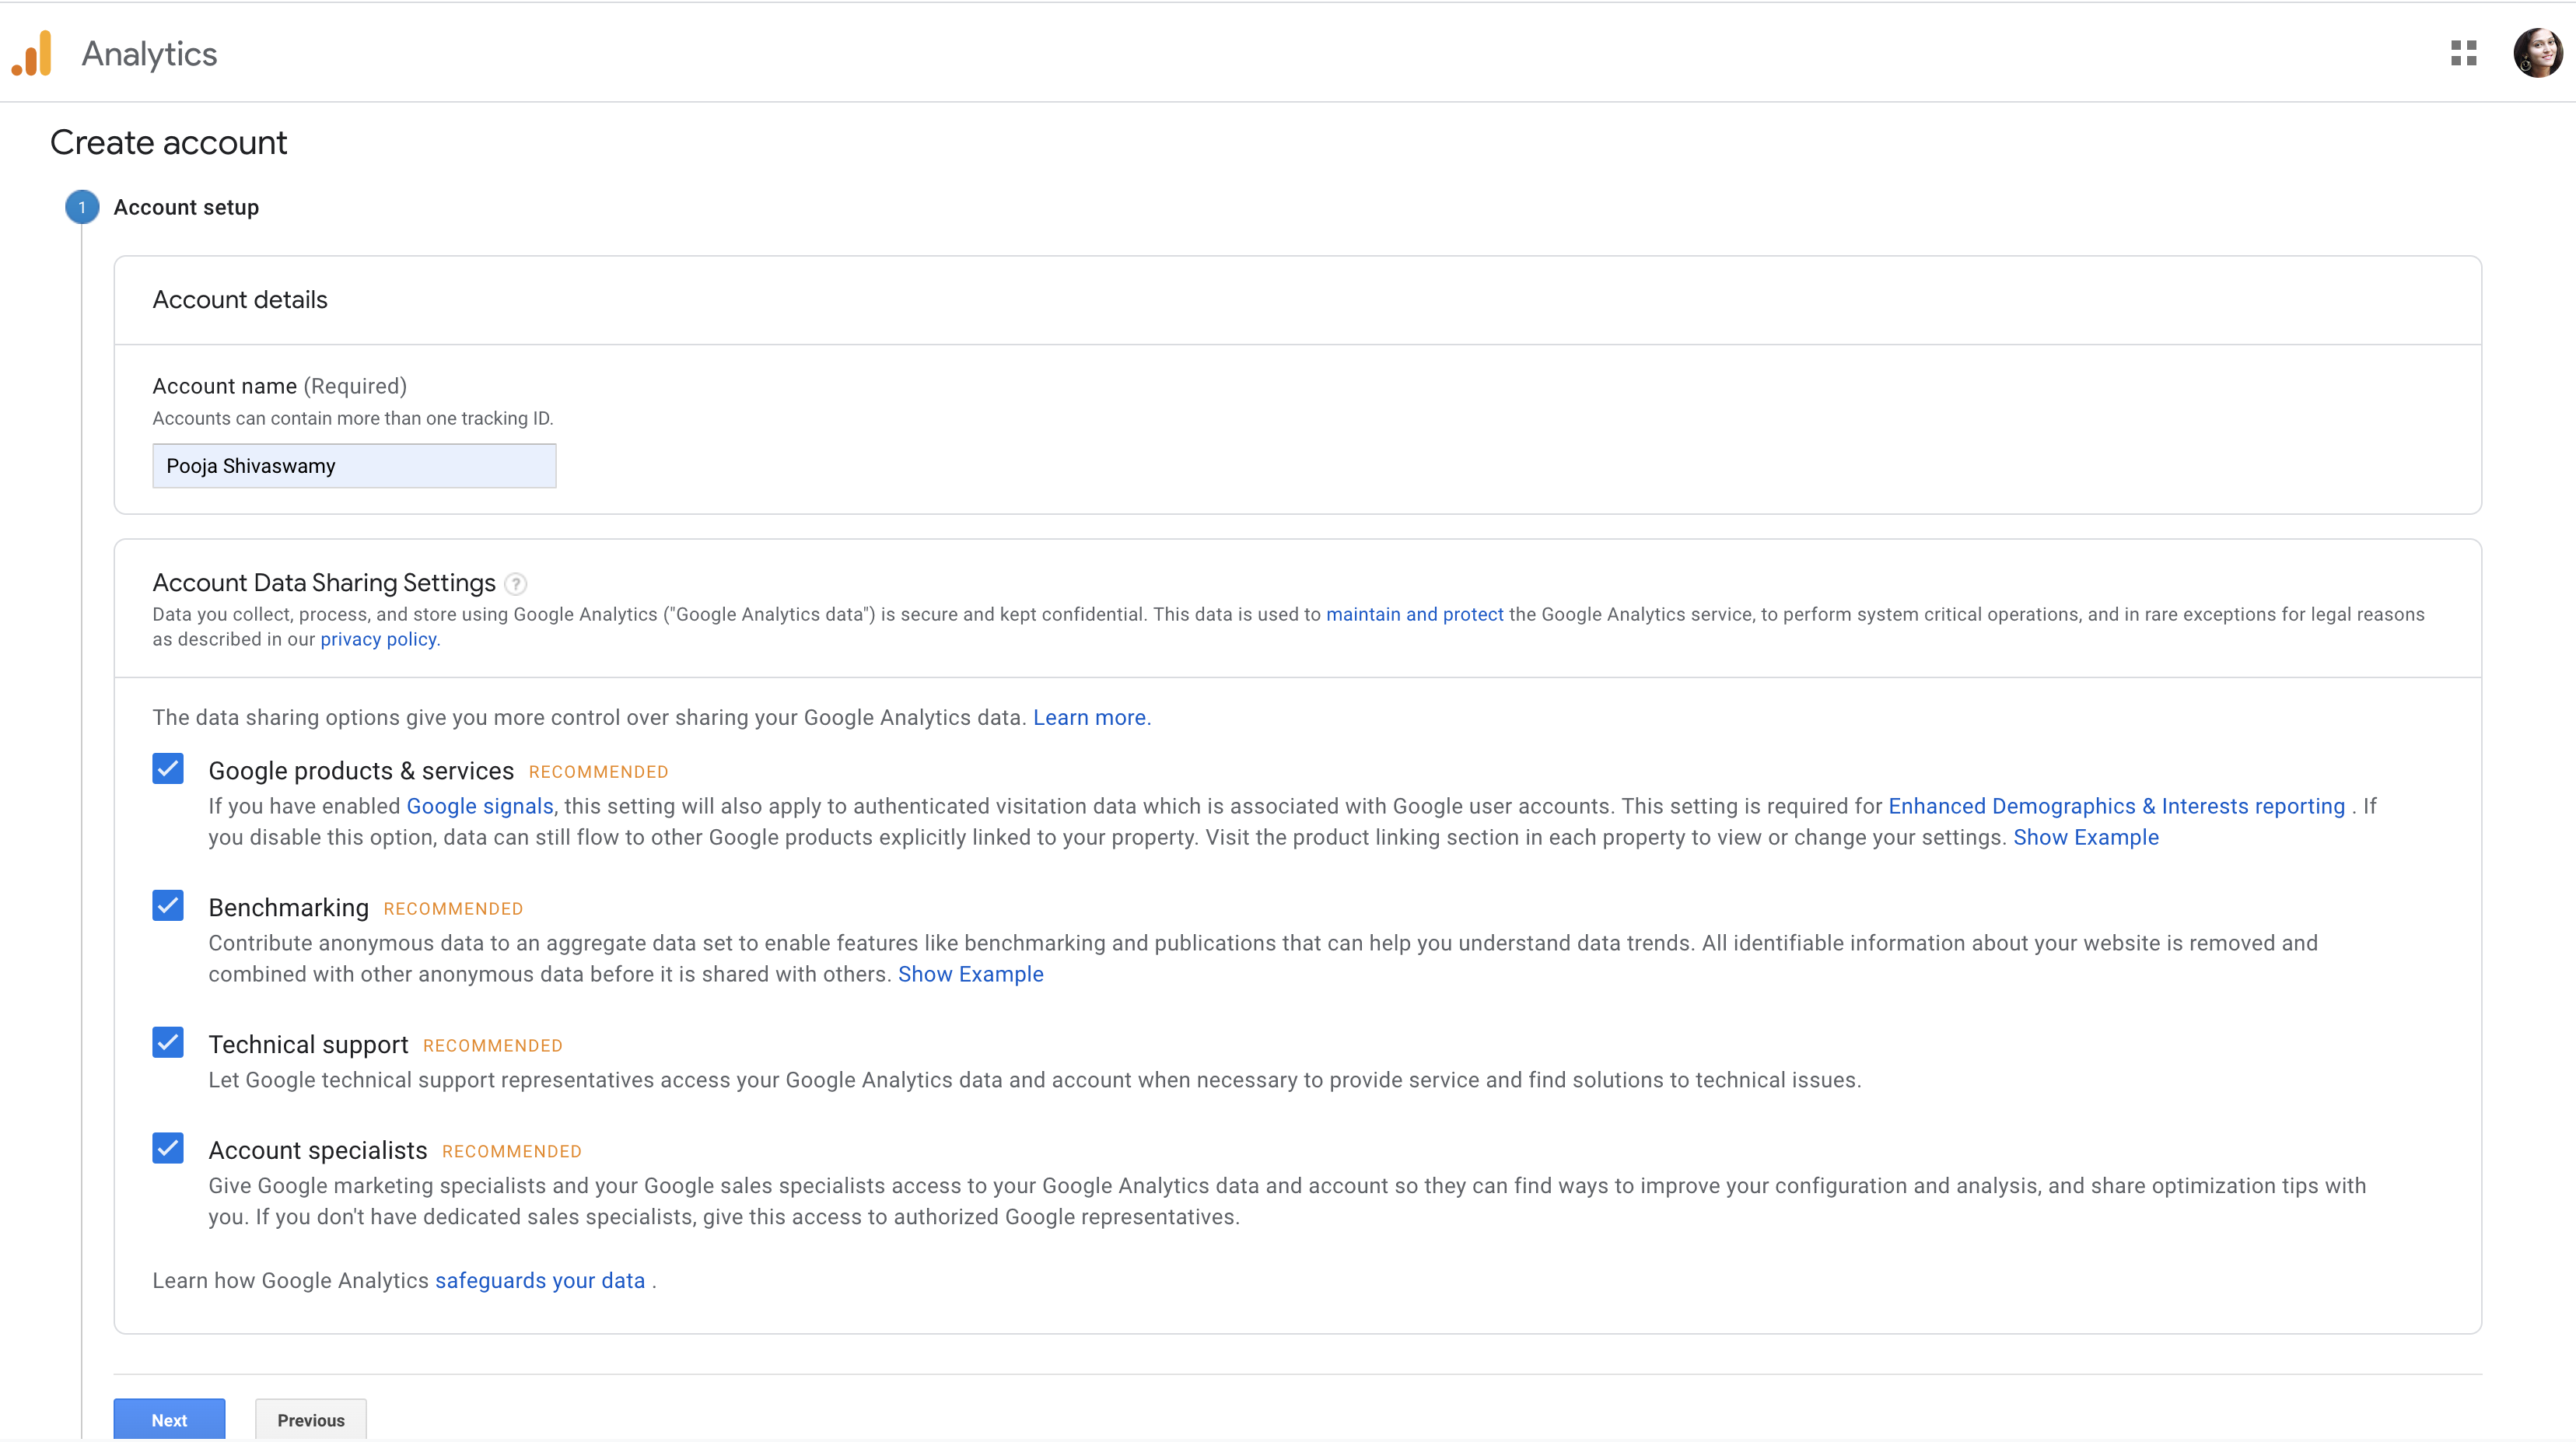 Analytics
Create account
1 Account setup
Account details
Account name (Required)
Accounts can contain more than one tracking ID.
Pooja Shivaswamy
Account Data Sharing Settings ?
Data you collect, process, and store using Google Analytics ("Google Analytics data") is secure and kept confidential. This data is used to maintain and protect the Google Analytics service, to perform system critical operations, and in rare exceptions for legal reasons
as described in our privacy policy.
The data sharing options give you more control over sharing your Google Analytics data. Learn more.
Google products & services RECOMMENDED
If you have enabled Google signals, this setting will also apply to authenticated visitation data which is associated with Google user accounts. This setting is required for Enhanced Demographics & Interests reporting . If
you disable this option, data can still flow to other Google products explicitly linked to your property. Visit the product linking section in each property to view or change your settings. Show Example
Benchmarking RECOMMENDED
Contribute anonymous data to an aggregate data set to enable features like benchmarking and publications that can help you understand data trends. All identifiable information about your website is removed and
combined with other anonymous data before it is shared with others. Show Example
Technical support RECOMMENDED
Let Google technical support representatives access your Google Analytics data and account when necessary to provide service and find solutions to technical issues.
Account specialists RECOMMENDED
Give Google marketing specialists and your Google sales specialists access to your Google Analytics data and account so they can find ways to improve your configuration and analysis, and share optimization tips with
you. If you don't have dedicated sales specialists, give this access to authorized Google representatives.
Learn how Google Analytics safeguards your data .
Next Previous